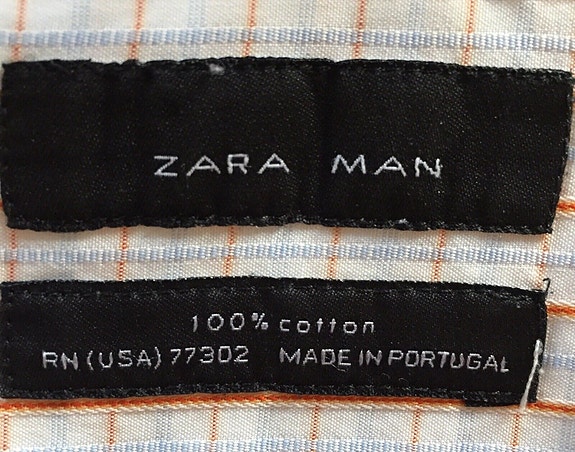 ZARA MAN
100% cotton
RN (USA) 77302 MADE IN PORTUGAL